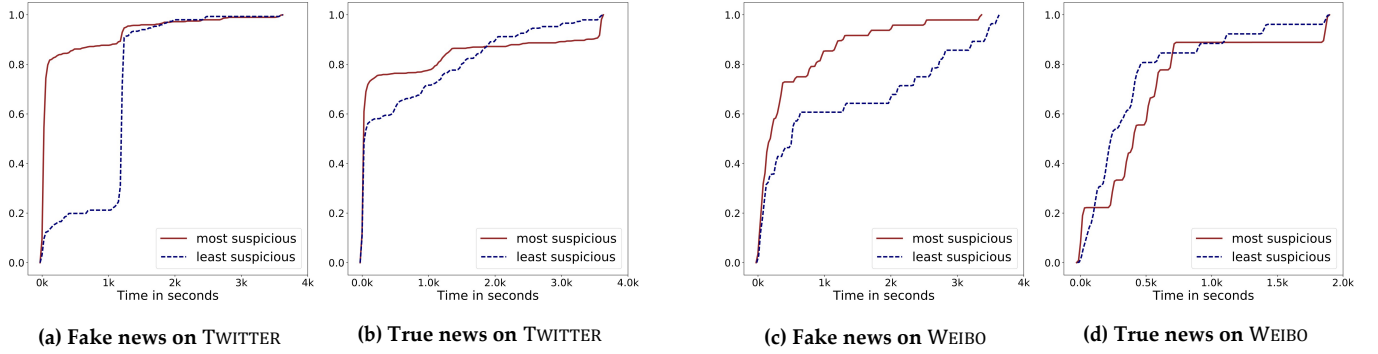 1.0
0.8
0.6
0.4
0.2
0.0
most suspicious
least suspicious
0k 1k 2k 3k 4k
Time in seconds
(a) Fake news on TWITTER
1.0
0.8
0.6
0.4
0.2
0.0
most suspicious
least suspicious
0.0k 1.0k 2.0k 3.0k 4.0k
Time in seconds
(b) True news on TWITTER
1.0
0.8
0.6
0.4
0.2
0.0
most suspicious
least suspicious
0k 1k 2k 3k 4k
Time in seconds
(c) Fake news on WEIBO
1.0
0.8
0.6
0.4
0.2
0.0
most suspicious
least suspicious
0.0k 0.5k 1.0k 1.5k 2.0k
Time in seconds
(d) True news on WEIBO